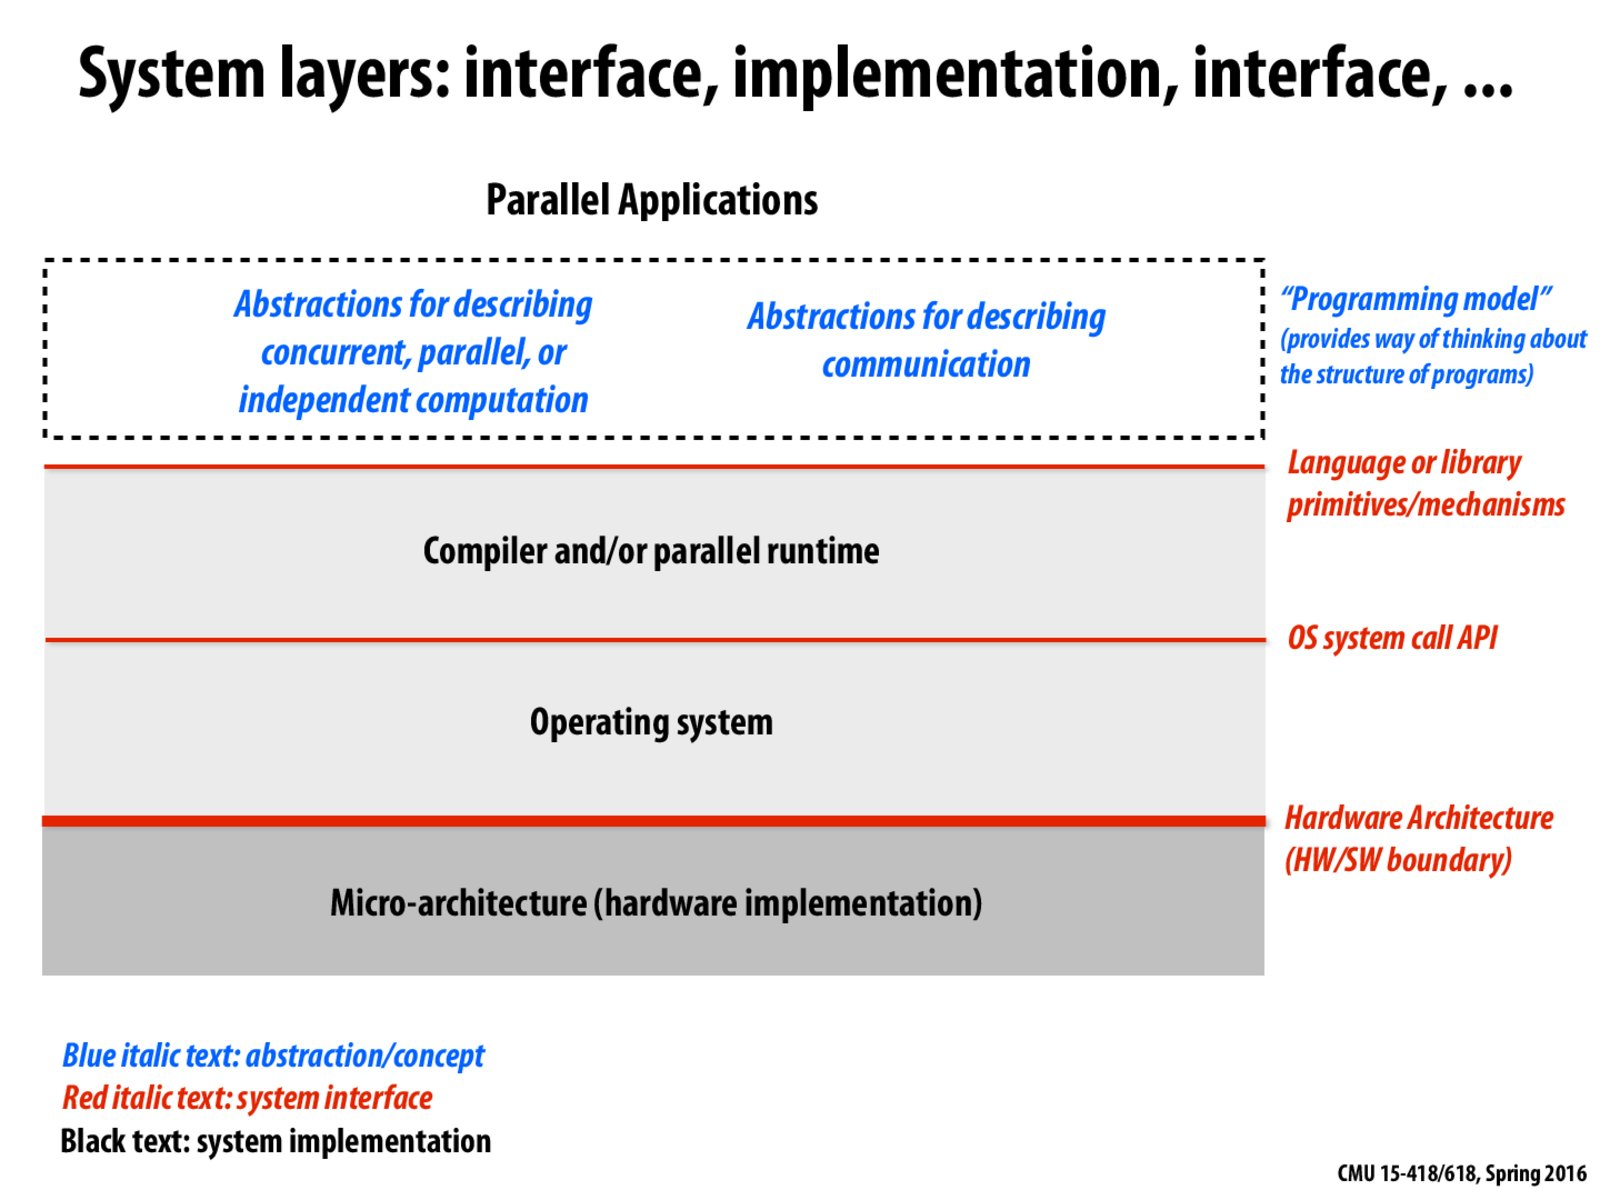 System layers: interface, implementation, interface, ...
Parallel Applications
Abstractions for describing
concurrent, parallel, or
independent computation
Abstractions for describing
communication
“Programming model”
(provides way of thinking about
the structure of programs)
Language or library
primitives/mechanisms
Compiler and/or parallel runtime
OS system call API
Operating system
Hardware Architecture
(HW/SW boundary)
Micro-architecture (hardware implementation)
Blue italic text: abstraction/concept
Red italic text: system interface
Black text: system implementation
CMU 15-418/618, Spring 2016